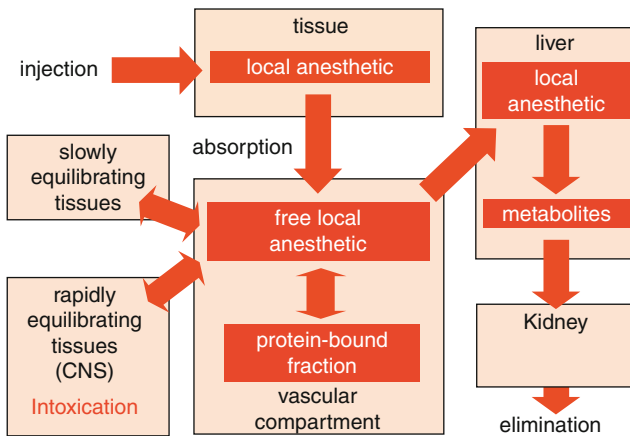 tissue
injection
local anesthetic
absorption
liver
local
anesthetic
metabolites
slowly
equilibrating
tissues
free local
anesthetic
rapidly
equilibrating
tissues
(CNS)
Intoxication
protein-bound
fraction
vascular
compartment
Kidney
elimination